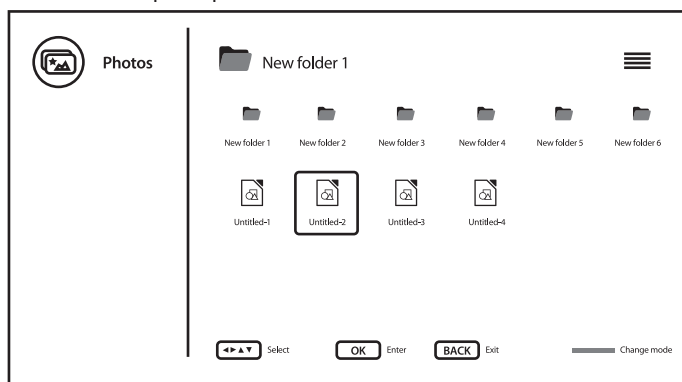 Photos
New folder 1
New folder 1 New folder 2 New folder 3 New folder 4 New folder 5 New folder 6
Untitled-1 Untitled-2 Untitled-3 Untitled-4
Select OK Enter BACK Exit Change mode